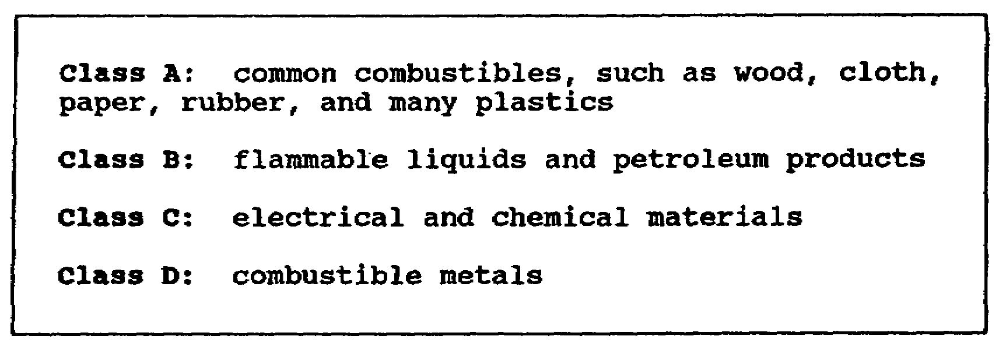 Class A: common combustibles, such as wood, cloth,
paper, rubber, and many plastics
Class B: flammable liquids and petroleum products
Class C: electrical and chemical materials
Class D: combustible metals